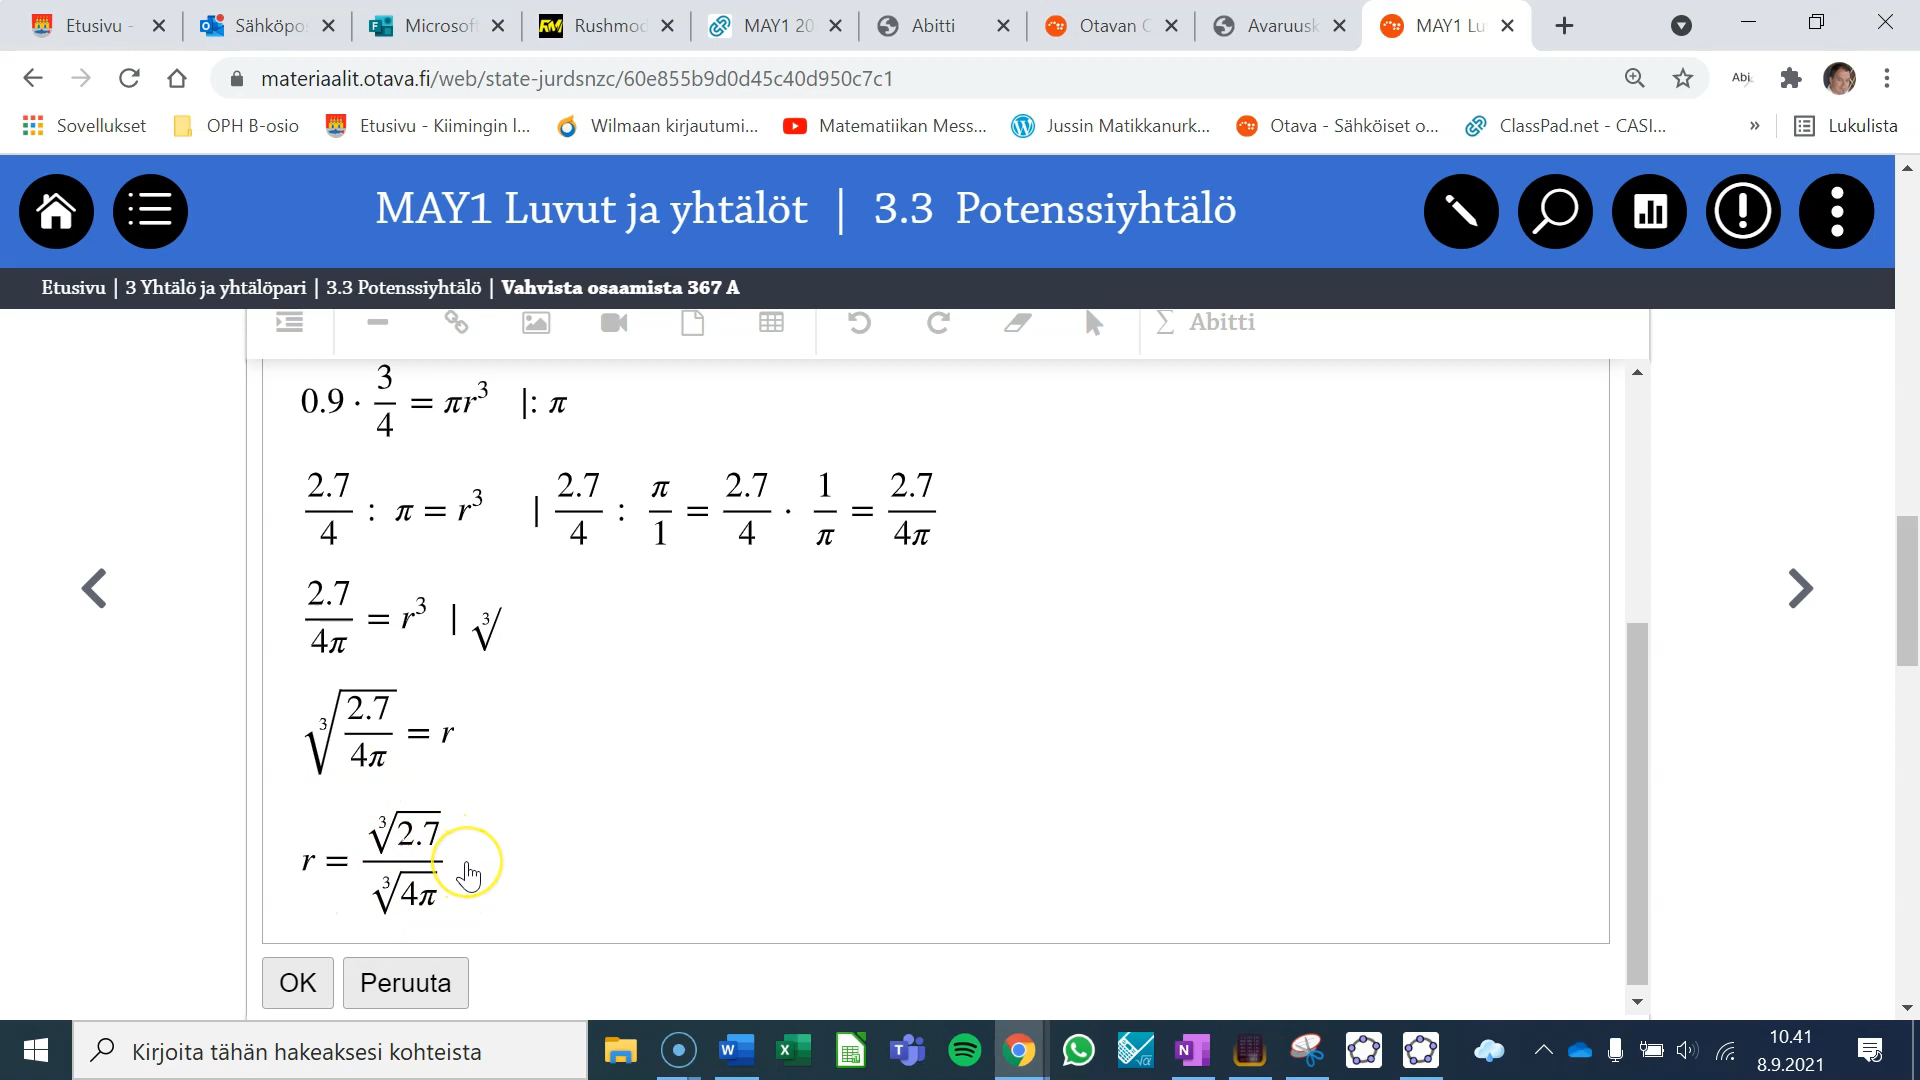 Etusivu -
Sähköpos
Microsoft
Rushmod
MAY1 20
Abitti
Otavan O
Avaruusk
MAY1 Lu
materiaalit.otava.fi/web/state-jurdsnzc/60e855b9d0d45c40d950c7c1
Abi
Sovellukset
OPH B-osio
Etusivu - Kiimingin l...
Wilmaan kirjautumi...
Matematiikan Mess...
Jussin Matikkanurk...
Otava - Sähköiset o...
ClassPad.net - CASI...
»
Lukulista
MAY1 Luvut ja yhtälöt | 3.3 Potenssiyhtälö
Etusivu | 3 Yhtälö ja yhtälöpari | 3.3 Potenssiyhtälö | Vahvista osaamista 367 A
Σ Abitti
0.9 · 3/4 = πr³ |: π
2.7/4 : π = r³ | 2.7/4 : π/1 = 2.7/4 · 1/π = 2.7/4π
2.7/4π = r³ | ∛
∛(2.7/4π) = r
r = ∛2.7/∛4π
OK
Peruuta
Kirjoita tähän hakeaksesi kohteista
10.41
8.9.2021